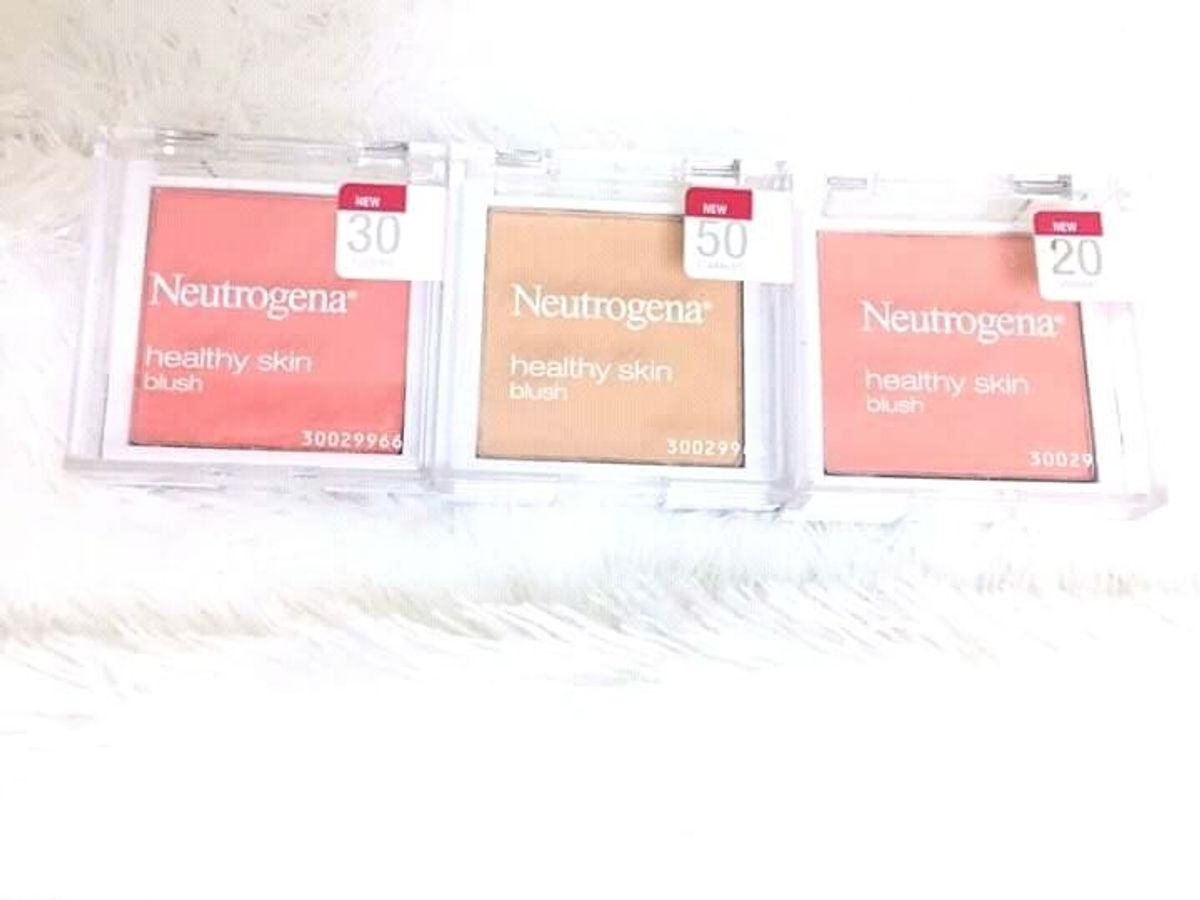 NEW
30
Neutrogena®
healthy skin
blush
30029966
NEW
50
Neutrogena®
healthy skin
blush
300299
NEW
20
Neutrogena®
healthy skin
blush
30029